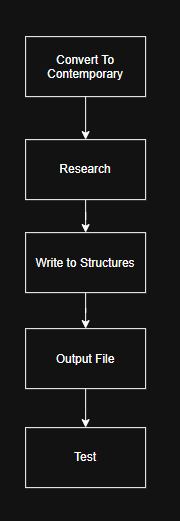 Convert To
Contemporary
Research
Write to Structures
Output File
Test